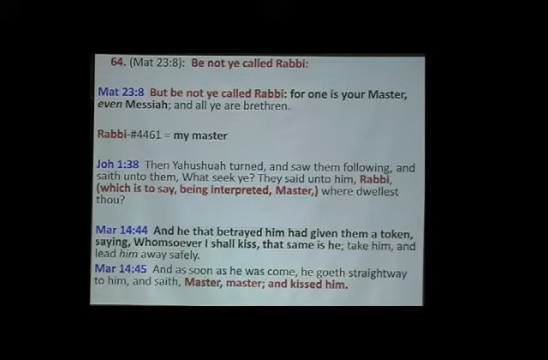 64. (Mat 23:8): Be not ye called Rabbi:
Mat 23:8 But be not ye called Rabbi: for one is your Master,
even Messiah; and all ye are brethren.
Rabbi-#4461 = my master
Joh 1:38 Then Yahushuah turned, and saw them following, and
saith unto them, What seek ye? They said unto him, Rabbi,
(which is to say, being interpreted, Master,) where dwellest
thou?
Mar 14:44 And he that betrayed him had given them a token,
saying, Whomsoever I shall kiss, that same is he; take him, and
lead him away safely.
Mar 14:45 And as soon as he was come, he goeth straightway
to him, and saith, Master, master; and kissed him.